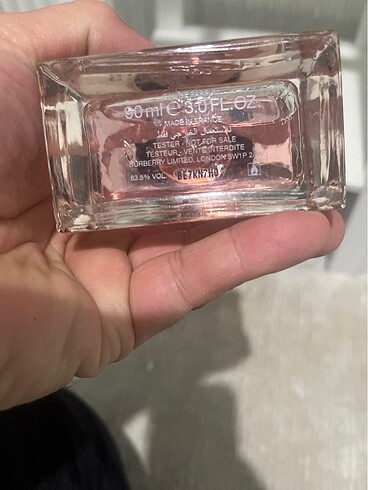 90 ml ℮ 3.0 FL.OZ.
MADE IN FRANCE
للاستعمال الخارجي فقط
TESTER - NOT FOR SALE
TESTEUR - VENTE INTERDITE
BURBERRY LIMITED, LONDON SW1P 2
83.5% VOL